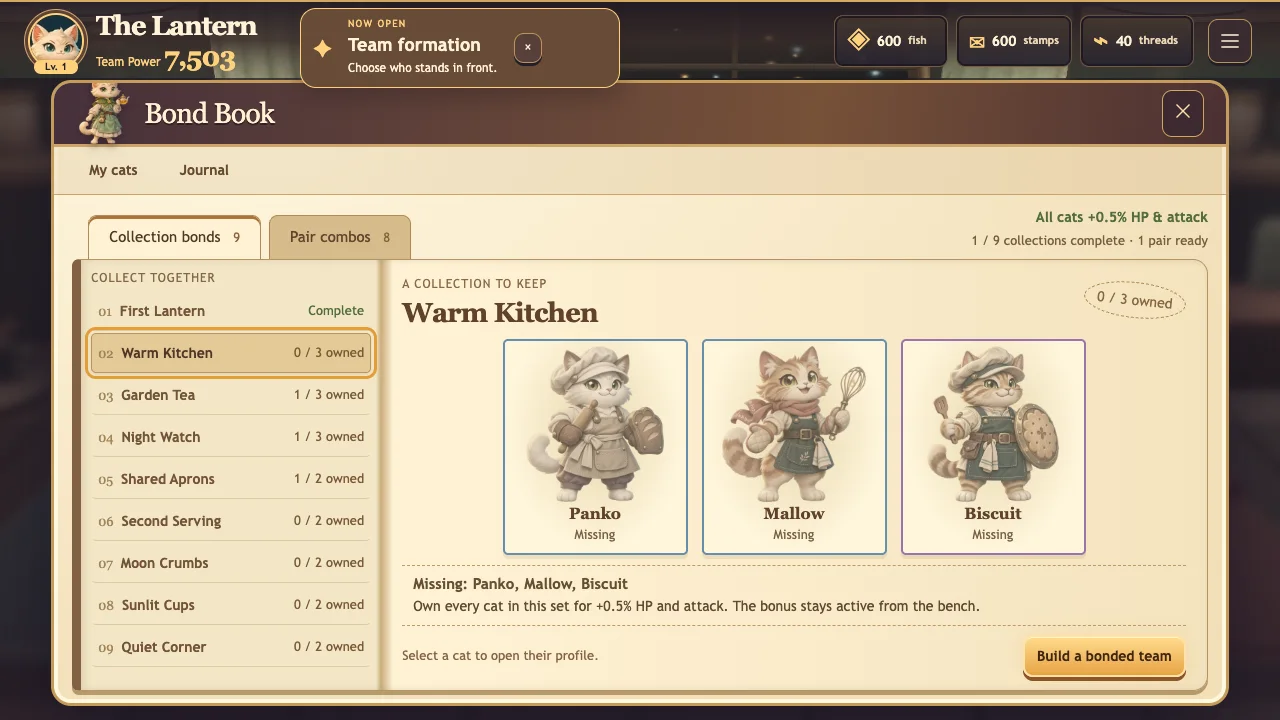 The Lantern
Team Power 7,503
Lv. 1
NOW OPEN
Team formation
Choose who stands in front.
×
600 fish
600 stamps
40 threads
Bond Book
My cats
Journal
Collection bonds 9
Pair combos 8
All cats +0.5% HP & attack
1 / 9 collections complete · 1 pair ready
COLLECT TOGETHER
01 First Lantern Complete
02 Warm Kitchen 0 / 3 owned
03 Garden Tea 1 / 3 owned
04 Night Watch 1 / 3 owned
05 Shared Aprons 1 / 2 owned
06 Second Serving 0 / 2 owned
07 Moon Crumbs 0 / 2 owned
08 Sunlit Cups 0 / 2 owned
09 Quiet Corner 0 / 2 owned
A COLLECTION TO KEEP
Warm Kitchen
0 / 3 owned
Panko
Missing
Mallow
Missing
Biscuit
Missing
Missing: Panko, Mallow, Biscuit
Own every cat in this set for +0.5% HP and attack. The bonus stays active from the bench.
Select a cat to open their profile.
Build a bonded team